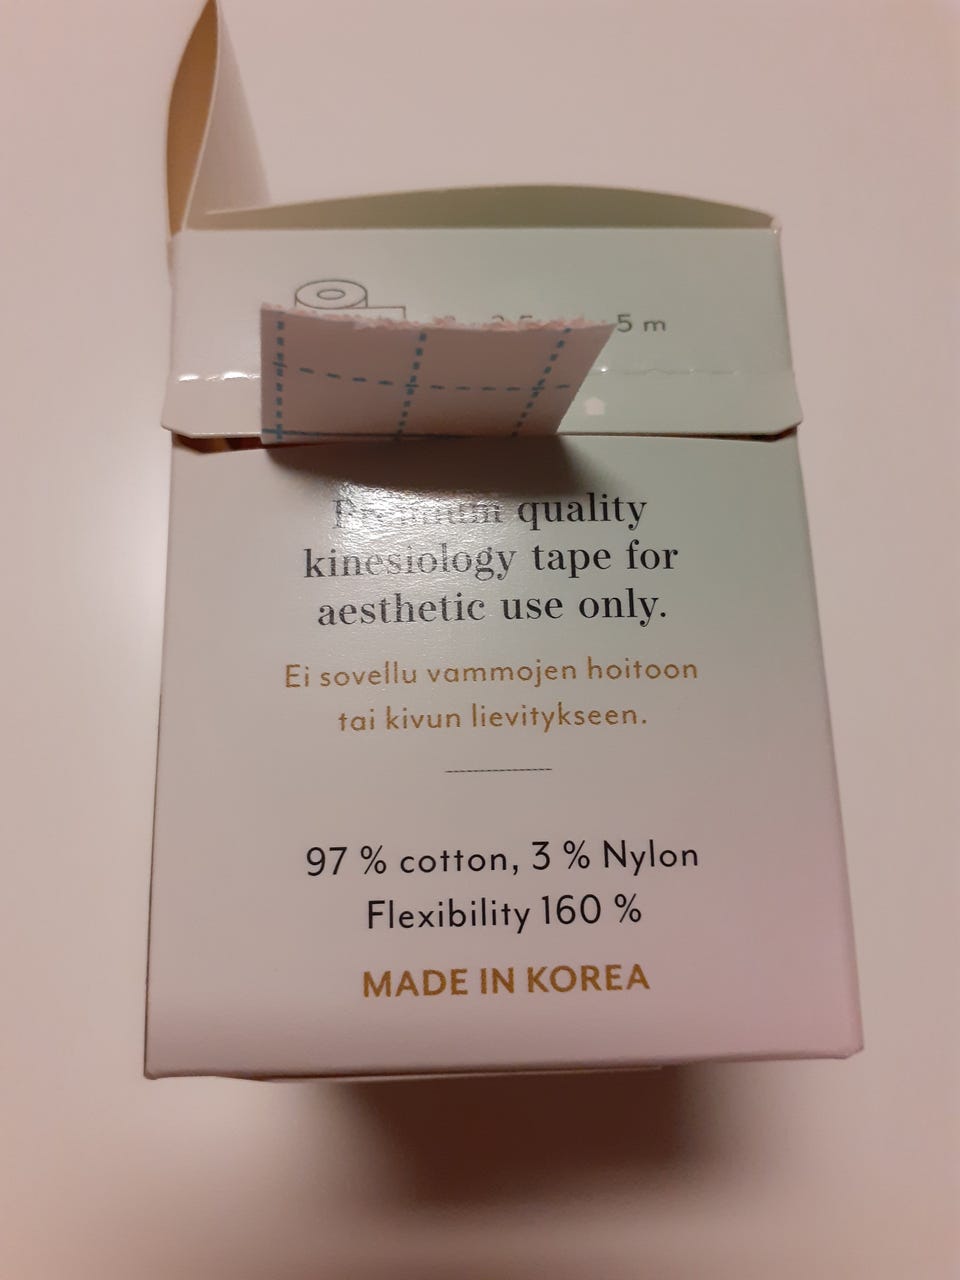 5 m
Premium quality
kinesiology tape for
aesthetic use only.
Ei sovellu vammojen hoitoon
tai kivun lievitykseen.
97 % cotton, 3 % Nylon
Flexibility 160 %
MADE IN KOREA